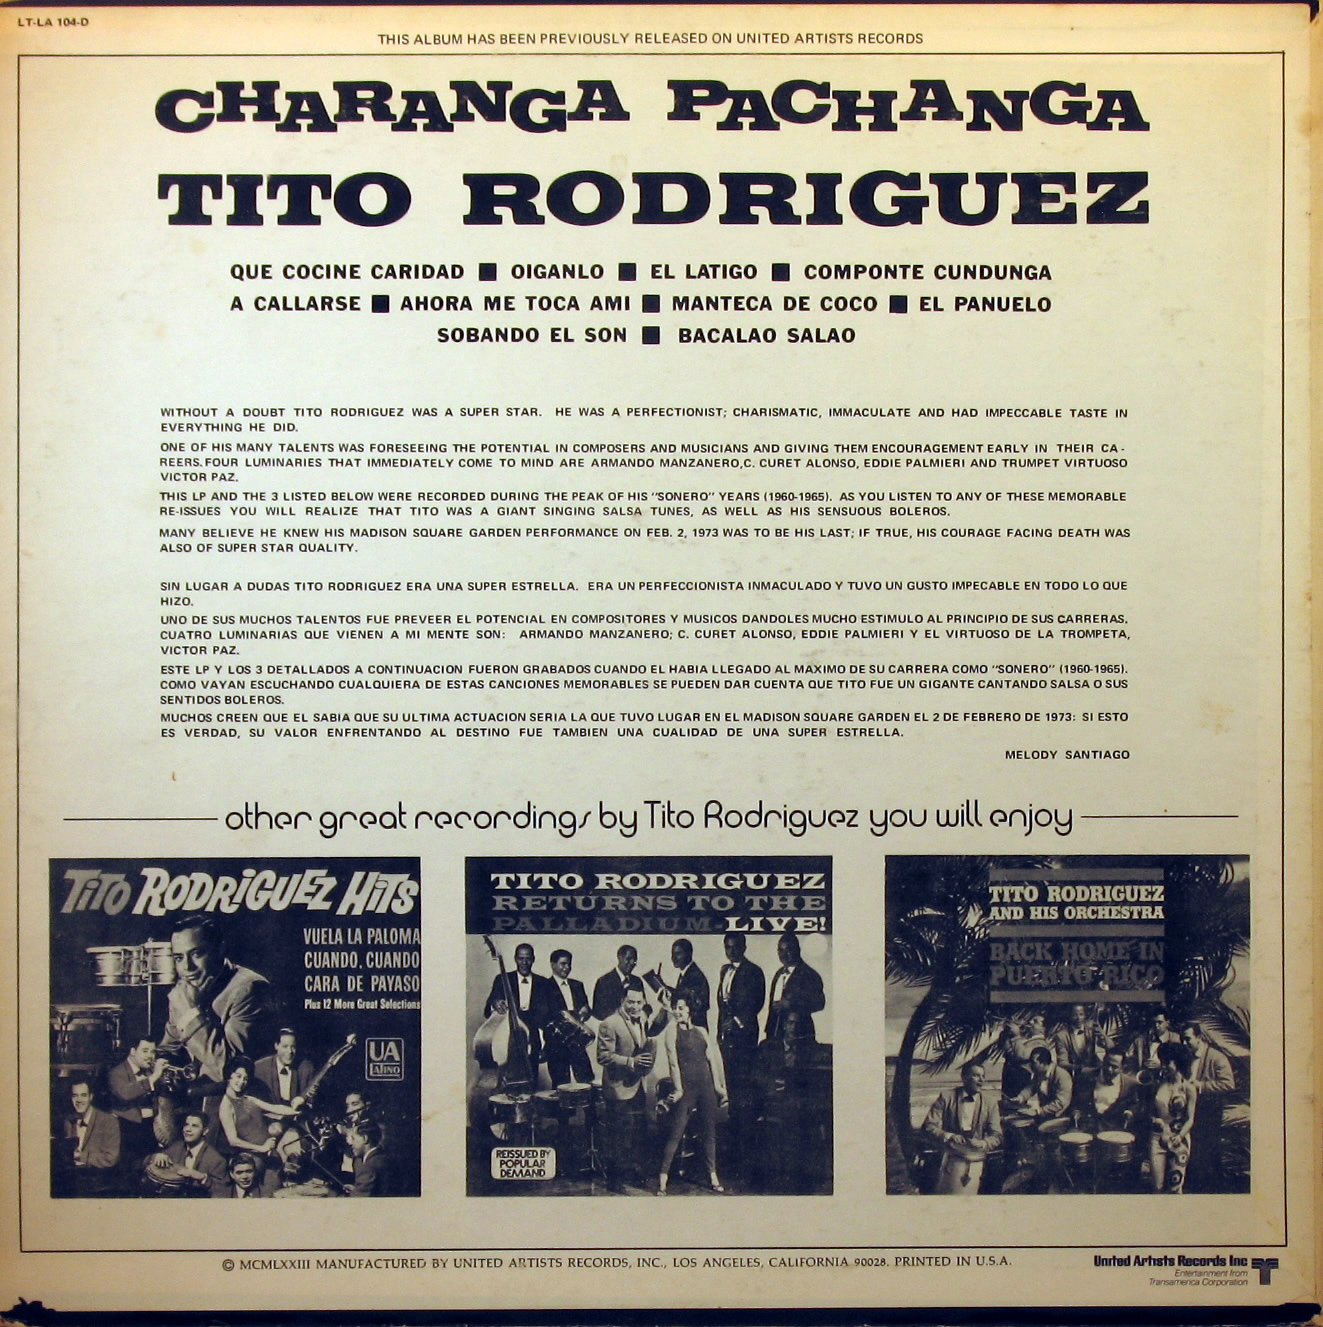 LT-LA 104-D
THIS ALBUM HAS BEEN PREVIOUSLY RELEASED ON UNITED ARTISTS RECORDS
CHARANGA PACHANGA
TITO RODRIGUEZ
QUE COCINE CARIDAD ■ OIGANLO ■ EL LATIGO ■ COMPONTE CUNDUNGA
A CALLARSE ■ AHORA ME TOCA AMI ■ MANTECA DE COCO ■ EL PANUELO
SOBANDO EL SON ■ BACALAO SALAO
WITHOUT A DOUBT TITO RODRIGUEZ WAS A SUPER STAR. HE WAS A PERFECTIONIST; CHARISMATIC, IMMACULATE AND HAD IMPECCABLE TASTE IN
EVERYTHING HE DID.
ONE OF HIS MANY TALENTS WAS FORESEEING THE POTENTIAL IN COMPOSERS AND MUSICIANS AND GIVING THEM ENCOURAGEMENT EARLY IN THEIR CA-
REERS. FOUR LUMINARIES THAT IMMEDIATELY COME TO MIND ARE ARMANDO MANZANERO,C. CURET ALONSO, EDDIE PALMIERI AND TRUMPET VIRTUOSO
VICTOR PAZ.
THIS LP AND THE 3 LISTED BELOW WERE RECORDED DURING THE PEAK OF HIS "SONERO" YEARS (1960-1965). AS YOU LISTEN TO ANY OF THESE MEMORABLE
RE-ISSUES YOU WILL REALIZE THAT TITO WAS A GIANT SINGING SALSA TUNES, AS WELL AS HIS SENSUOUS BOLEROS.
MANY BELIEVE HE KNEW HIS MADISON SQUARE GARDEN PERFORMANCE ON FEB. 2, 1973 WAS TO BE HIS LAST; IF TRUE, HIS COURAGE FACING DEATH WAS
ALSO OF SUPER STAR QUALITY.
SIN LUGAR A DUDAS TITO RODRIGUEZ ERA UNA SUPER ESTRELLA. ERA UN PERFECCIONISTA INMACULADO Y TUVO UN GUSTO IMPECABLE EN TODO LO QUE
HIZO.
UNO DE SUS MUCHOS TALENTOS FUE PREVEER EL POTENCIAL EN COMPOSITORES Y MUSICOS DANDOLES MUCHO ESTIMULO AL PRINCIPIO DE SUS CARRERAS.
CUATRO LUMINARIAS QUE VIENEN A MI MENTE SON: ARMANDO MANZANERO; C. CURET ALONSO, EDDIE PALMIERI Y EL VIRTUOSO DE LA TROMPETA,
VICTOR PAZ.
ESTE LP Y LOS 3 DETALLADOS A CONTINUACION FUERON GRABADOS CUANDO EL HABIA LLEGADO AL MAXIMO DE SU CARRERA COMO "SONERO" (1960-1965).
COMO VAYAN ESCUCHANDO CUALQUIERA DE ESTAS CANCIONES MEMORABLES SE PUEDEN DAR CUENTA QUE TITO FUE UN GIGANTE CANTANDO SALSA O SUS
SENTIDOS BOLEROS.
MUCHOS CREEN QUE EL SABIA QUE SU ULTIMA ACTUACION SERIA LA QUE TUVO LUGAR EN EL MADISON SQUARE GARDEN EL 2 DE FEBRERO DE 1973: SI ESTO
ES VERDAD, SU VALOR ENFRENTANDO AL DESTINO FUE TAMBIEN UNA CUALIDAD DE UNA SUPER ESTRELLA.
MELODY SANTIAGO
other great recordings by Tito Rodriguez you will enjoy
TITO RODRIGUEZ HITS
VUELA LA PALOMA
CUANDO, CUANDO
CARA DE PAYASO
Plus 12 More Great Selections
UA
LATINO
TITO RODRIGUEZ
RETURNS TO THE
PALLADIUM-LIVE!
REISSUED BY
POPULAR
DEMAND
TITO RODRIGUEZ
AND HIS ORCHESTRA
BACK HOME IN
PUERTO RICO
© MCMLXXIII MANUFACTURED BY UNITED ARTISTS RECORDS, INC., LOS ANGELES, CALIFORNIA 90028. PRINTED IN U.S.A.
United Artists Records Inc
Entertainment from
Transamerica Corporation